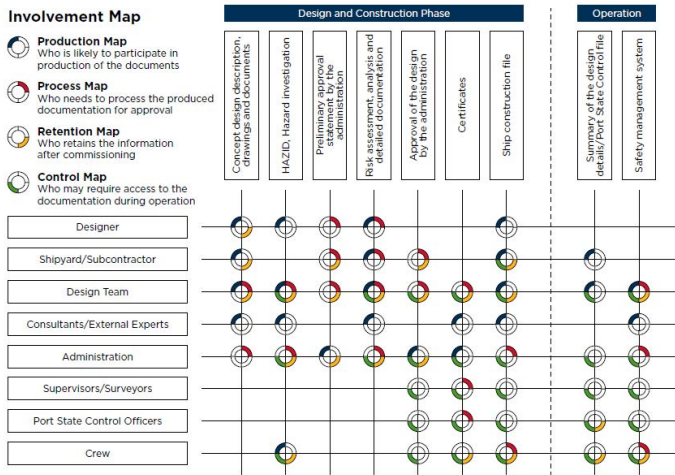 Involvement Map
Production Map
Who is likely to participate in
production of the documents
Process Map
Who needs to process the produced
documentation for approval
Retention Map
Who retains the information
after commissioning
Control Map
Who may require access to the
documentation during operation
Design and Construction Phase
Operation
Concept design description,
drawings and documents
HAZID, Hazard investigation
Preliminary approval
statement by the
administration
Risk assessment, analysis and
detailed documentation
Approval of the design
by the administration
Certificates
Ship construction file
Summary of the design
details/Port State Control file
Safety management system
Designer
Shipyard/Subcontractor
Design Team
Consultants/External Experts
Administration
Supervisors/Surveyors
Port State Control Officers
Crew